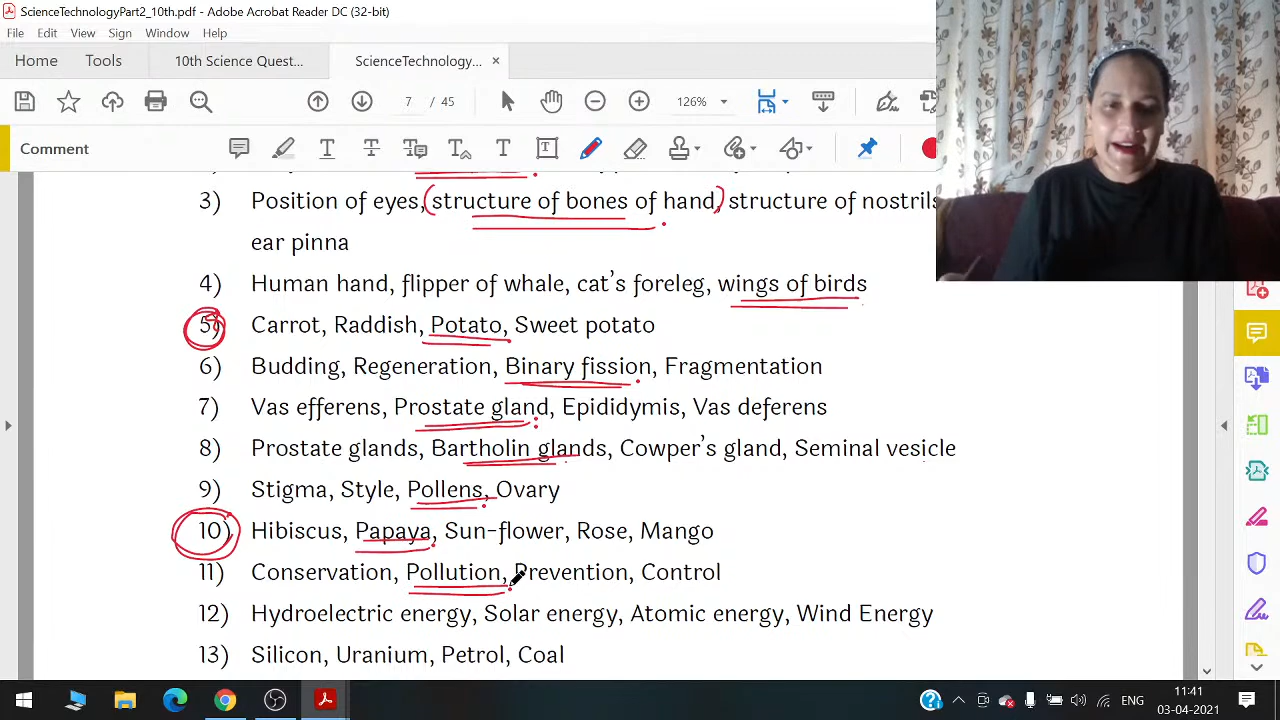 ScienceTechnologyPart2_10th.pdf - Adobe Acrobat Reader DC (32-bit)
File Edit View Sign Window Help
Home Tools 10th Science Quest... ScienceTechnology... ×
7 / 45 126%
Comment
3) Position of eyes, (structure of bones of hand,) structure of nostrils
ear pinna
4) Human hand, flipper of whale, cat's foreleg, wings of birds
5) Carrot, Raddish, Potato, Sweet potato
6) Budding, Regeneration, Binary fission, Fragmentation
7) Vas efferens, Prostate gland, Epididymis, Vas deferens
8) Prostate glands, Bartholin glands, Cowper's gland, Seminal vesicle
9) Stigma, Style, Pollens, Ovary
10) Hibiscus, Papaya, Sun-flower, Rose, Mango
11) Conservation, Pollution, Prevention, Control
12) Hydroelectric energy, Solar energy, Atomic energy, Wind Energy
13) Silicon, Uranium, Petrol, Coal
ENG 11:41
03-04-2021